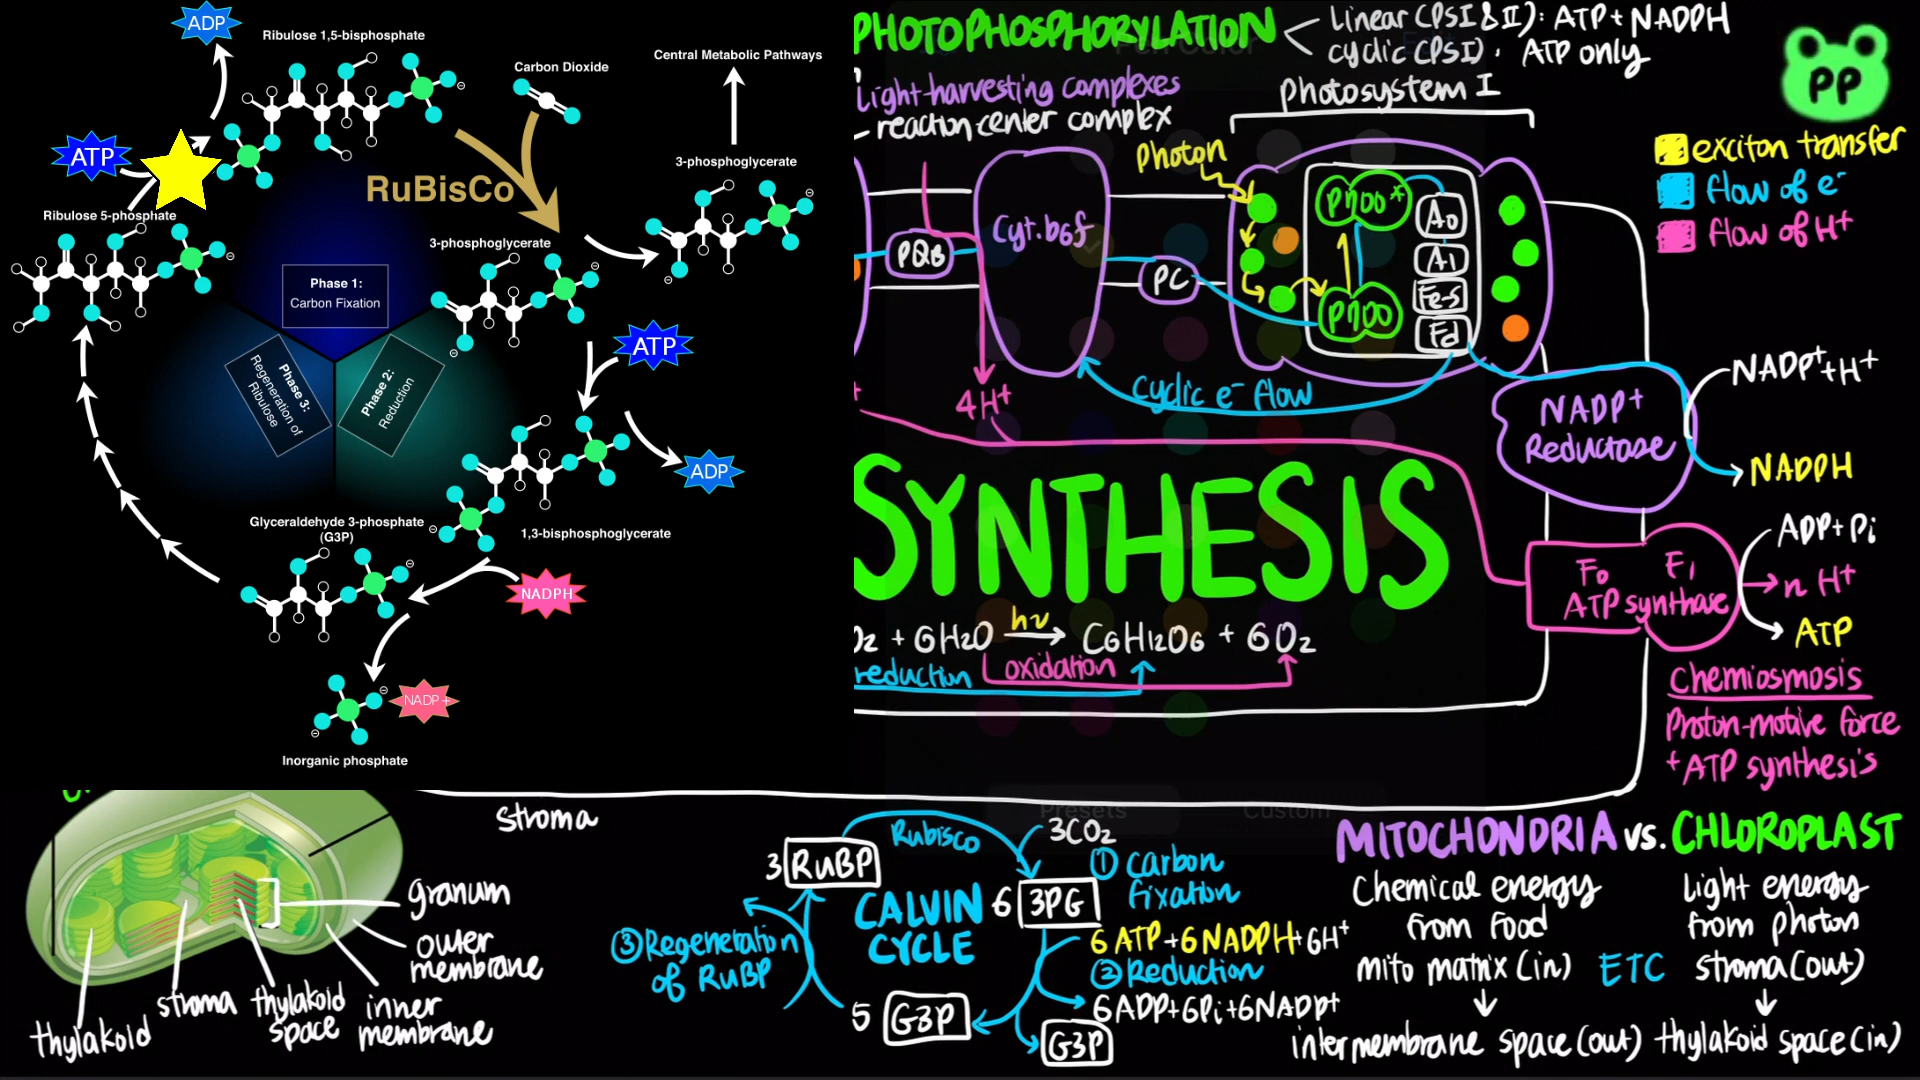 ADP
Ribulose 1,5-bisphosphate
Carbon Dioxide
Central Metabolic Pathways
ATP
RuBisCo
3-phosphoglycerate
Ribulose 5-phosphate
3-phosphoglycerate
Phase 1:
Carbon Fixation
Phase 3:
Regeneration of
Ribulose
Phase 2:
Reduction
ATP
ADP
Glyceraldehyde 3-phosphate
(G3P)
1,3-bisphosphoglycerate
NADPH
NADP+
Inorganic phosphate
PHOTOPHOSPHORYLATION
Linear (PSI & II): ATP + NADPH
cyclic (PSI): ATP only
PP
Light-harvesting complexes
reaction center complex
Photosystem I
Photon
exciton transfer
flow of e-
flow of H+
PQB
Cyt. b6f
PC
P700*
P700
A0
A1
Fe-S
Fd
4H+
cyclic e- flow
NADP+
Reductase
NADP+ + H+
NADPH
ADP + Pi
F0 F1
ATP synthase
n H+
ATP
SYNTHESIS
O2 + 6H2O hν → C6H12O6 + 6O2
reduction
oxidation
Chemiosmosis
Proton-motive force
+ ATP synthesis
Presets
Custom
stroma
granum
outer
membrane
thylakoid
stroma
thylakoid
space
inner
membrane
3 RuBP
Rubisco
3CO2
① Carbon
fixation
CALVIN
CYCLE
6 3PG
6 ATP + 6 NADPH + 6H+
② Reduction
6 ADP + 6Pi + 6NADP+
③ Regeneration
of RuBP
5 G3P
G3P
MITOCHONDRIA vs. CHLOROPLAST
Chemical energy
from food
Light energy
from photon
mito matrix (in) ETC stroma (out)
↓ ↓
intermembrane space (out) thylakoid space (in)